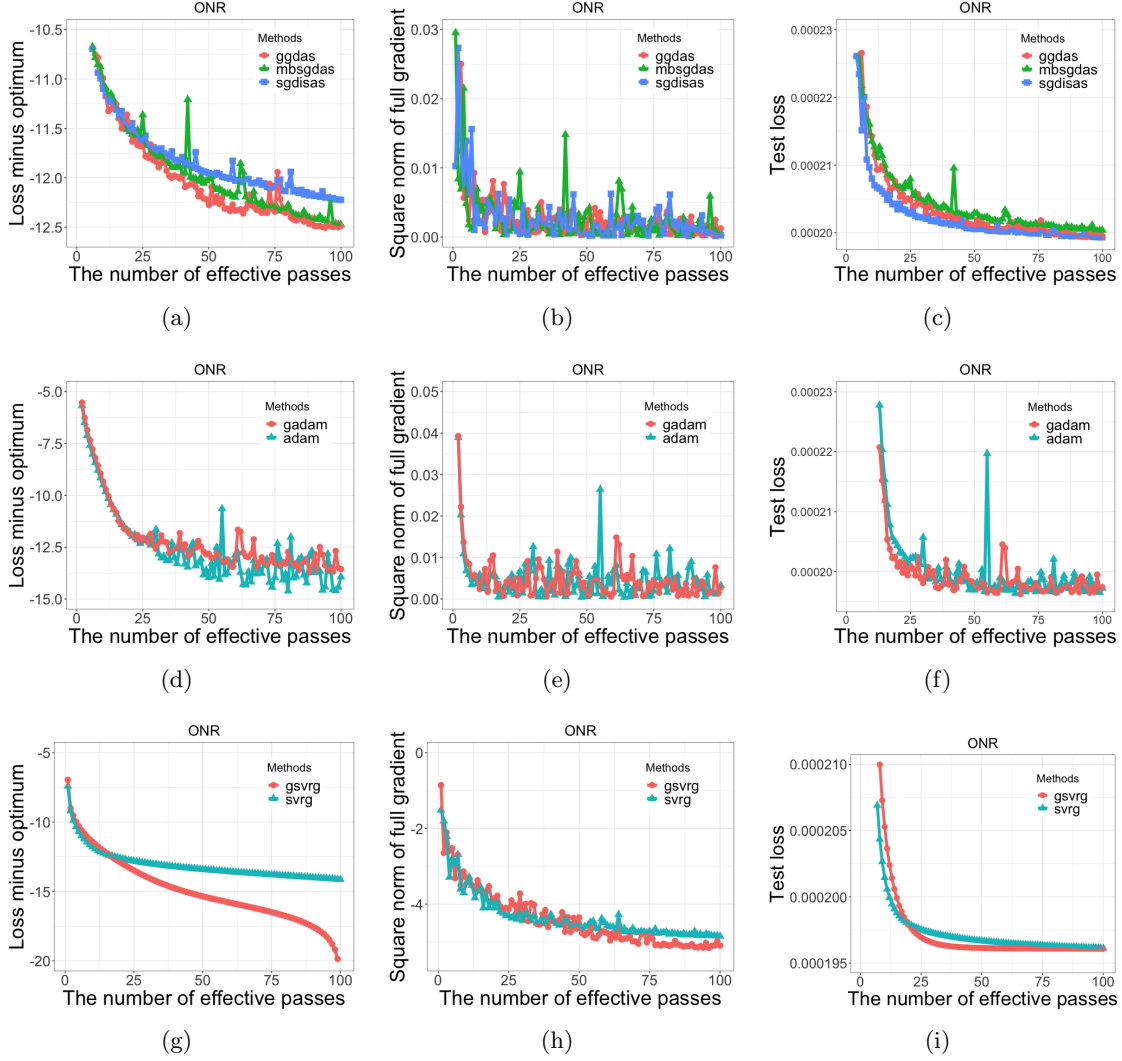 ONR
Loss minus optimum
-10.5
-11.0
-11.5
-12.0
-12.5
Methods
ggdas
mbsgdas
sgdisas
0 25 50 75 100
The number of effective passes
(a)
ONR
Square norm of full gradient
0.03
0.02
0.01
0.00
Methods
ggdas
mbsgdas
sgdisas
0 25 50 75 100
The number of effective passes
(b)
ONR
Test loss
0.00023
0.00022
0.00021
0.00020
Methods
ggdas
mbsgdas
sgdisas
0 25 50 75 100
The number of effective passes
(c)
ONR
Loss minus optimum
-5.0
-7.5
-10.0
-12.5
-15.0
Methods
gadam
adam
0 25 50 75 100
The number of effective passes
(d)
ONR
Square norm of full gradient
0.05
0.04
0.03
0.02
0.01
0.00
Methods
gadam
adam
0 25 50 75 100
The number of effective passes
(e)
ONR
Test loss
0.00023
0.00022
0.00021
0.00020
Methods
gadam
adam
0 25 50 75 100
The number of effective passes
(f)
ONR
Loss minus optimum
-5
-10
-15
-20
Methods
gsvrg
svrg
0 25 50 75 100
The number of effective passes
(g)
ONR
Square norm of full gradient
0
-2
-4
Methods
gsvrg
svrg
0 25 50 75 100
The number of effective passes
(h)
ONR
Test loss
0.000210
0.000205
0.000200
0.000195
Methods
gsvrg
svrg
0 25 50 75 100
The number of effective passes
(i)